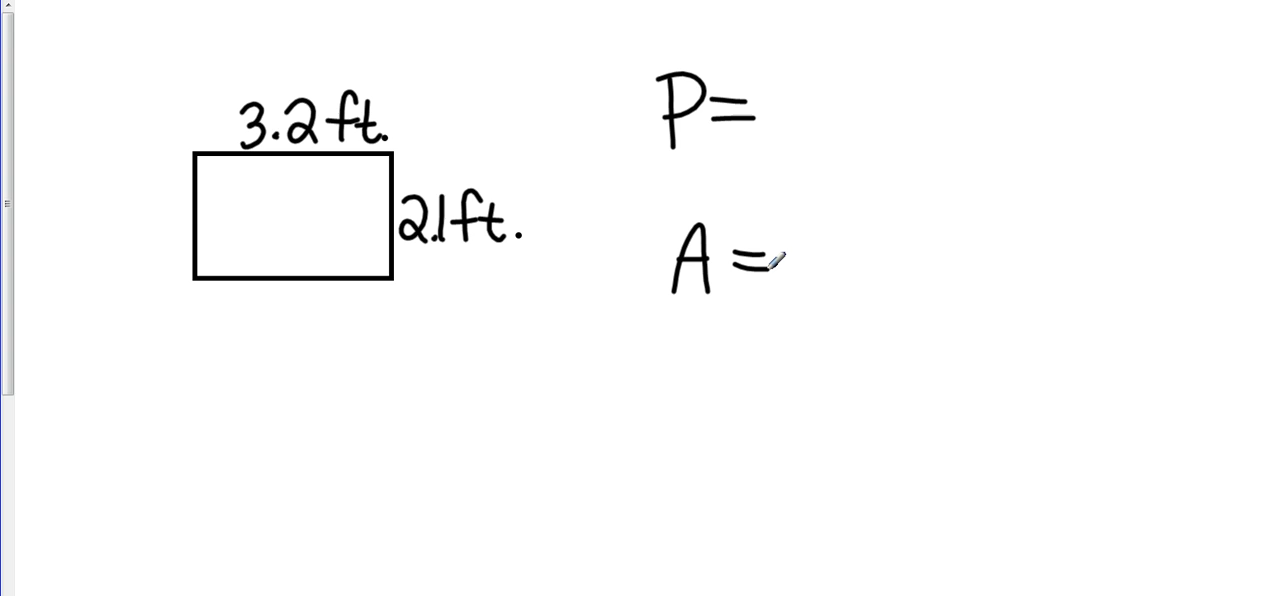 3.2 ft.
2.1 ft.
P=
A =